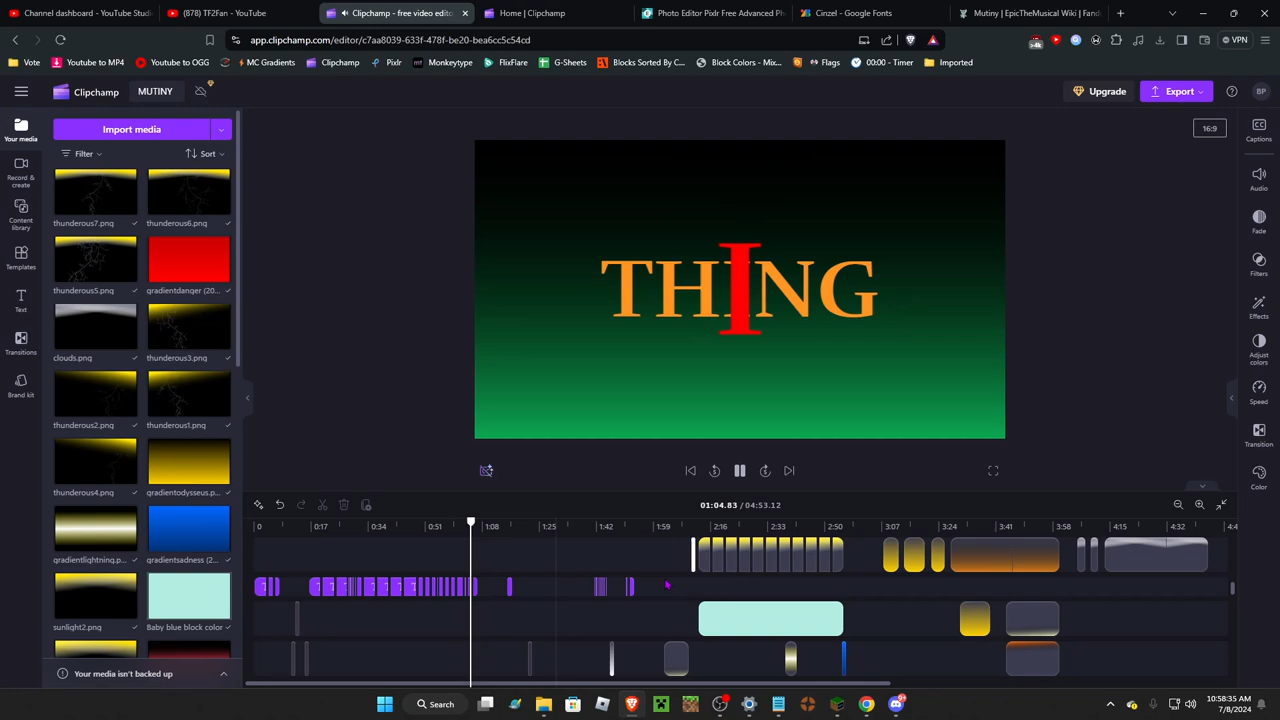 Channel dashboard - YouTube Studi
(878) TF2Fan - YouTube
Clipchamp - free video editor
Home | Clipchamp
Photo Editor Pixlr Free Advanced Ph
Cinzel - Google Fonts
Mutiny | EpicTheMusical Wiki | Fand
app.clipchamp.com/editor/c7aa8039-633f-478f-be20-bea6cc5c54cd
>4k
VPN
Vote
Youtube to MP4
Youtube to OGG
MC Gradients
Clipchamp
Pixlr
mt
Monkeytype
FlixFlare
G-Sheets
Blocks Sorted By C...
Block Colors - Mix...
Flags
00:00 - Timer
Imported
Clipchamp
MUTINY
Upgrade
Export
BP
Your media
Import media
16:9
Captions
Filter
Sort
Record & create
Content library
Templates
Text
Transitions
Brand kit
thunderous7.png
thunderous6.png
thunderous5.png
gradientdanger (20...
clouds.png
thunderous3.png
thunderous2.png
thunderous1.png
thunderous4.png
gradientodysseus.p...
gradientlightning.p...
gradientsadness (2...
sunlight2.png
Baby blue block color
Your media isn't backed up
THING
I
Audio
Fade
Filters
Effects
Adjust colors
Speed
Transition
Color
5
5
01:04.83 / 04:53.12
0
0:17
0:34
0:51
1:08
1:25
1:42
1:59
2:16
2:33
2:50
3:07
3:24
3:41
3:58
4:15
4:32
4:4
Search
10:58:35 PM
7/8/2024